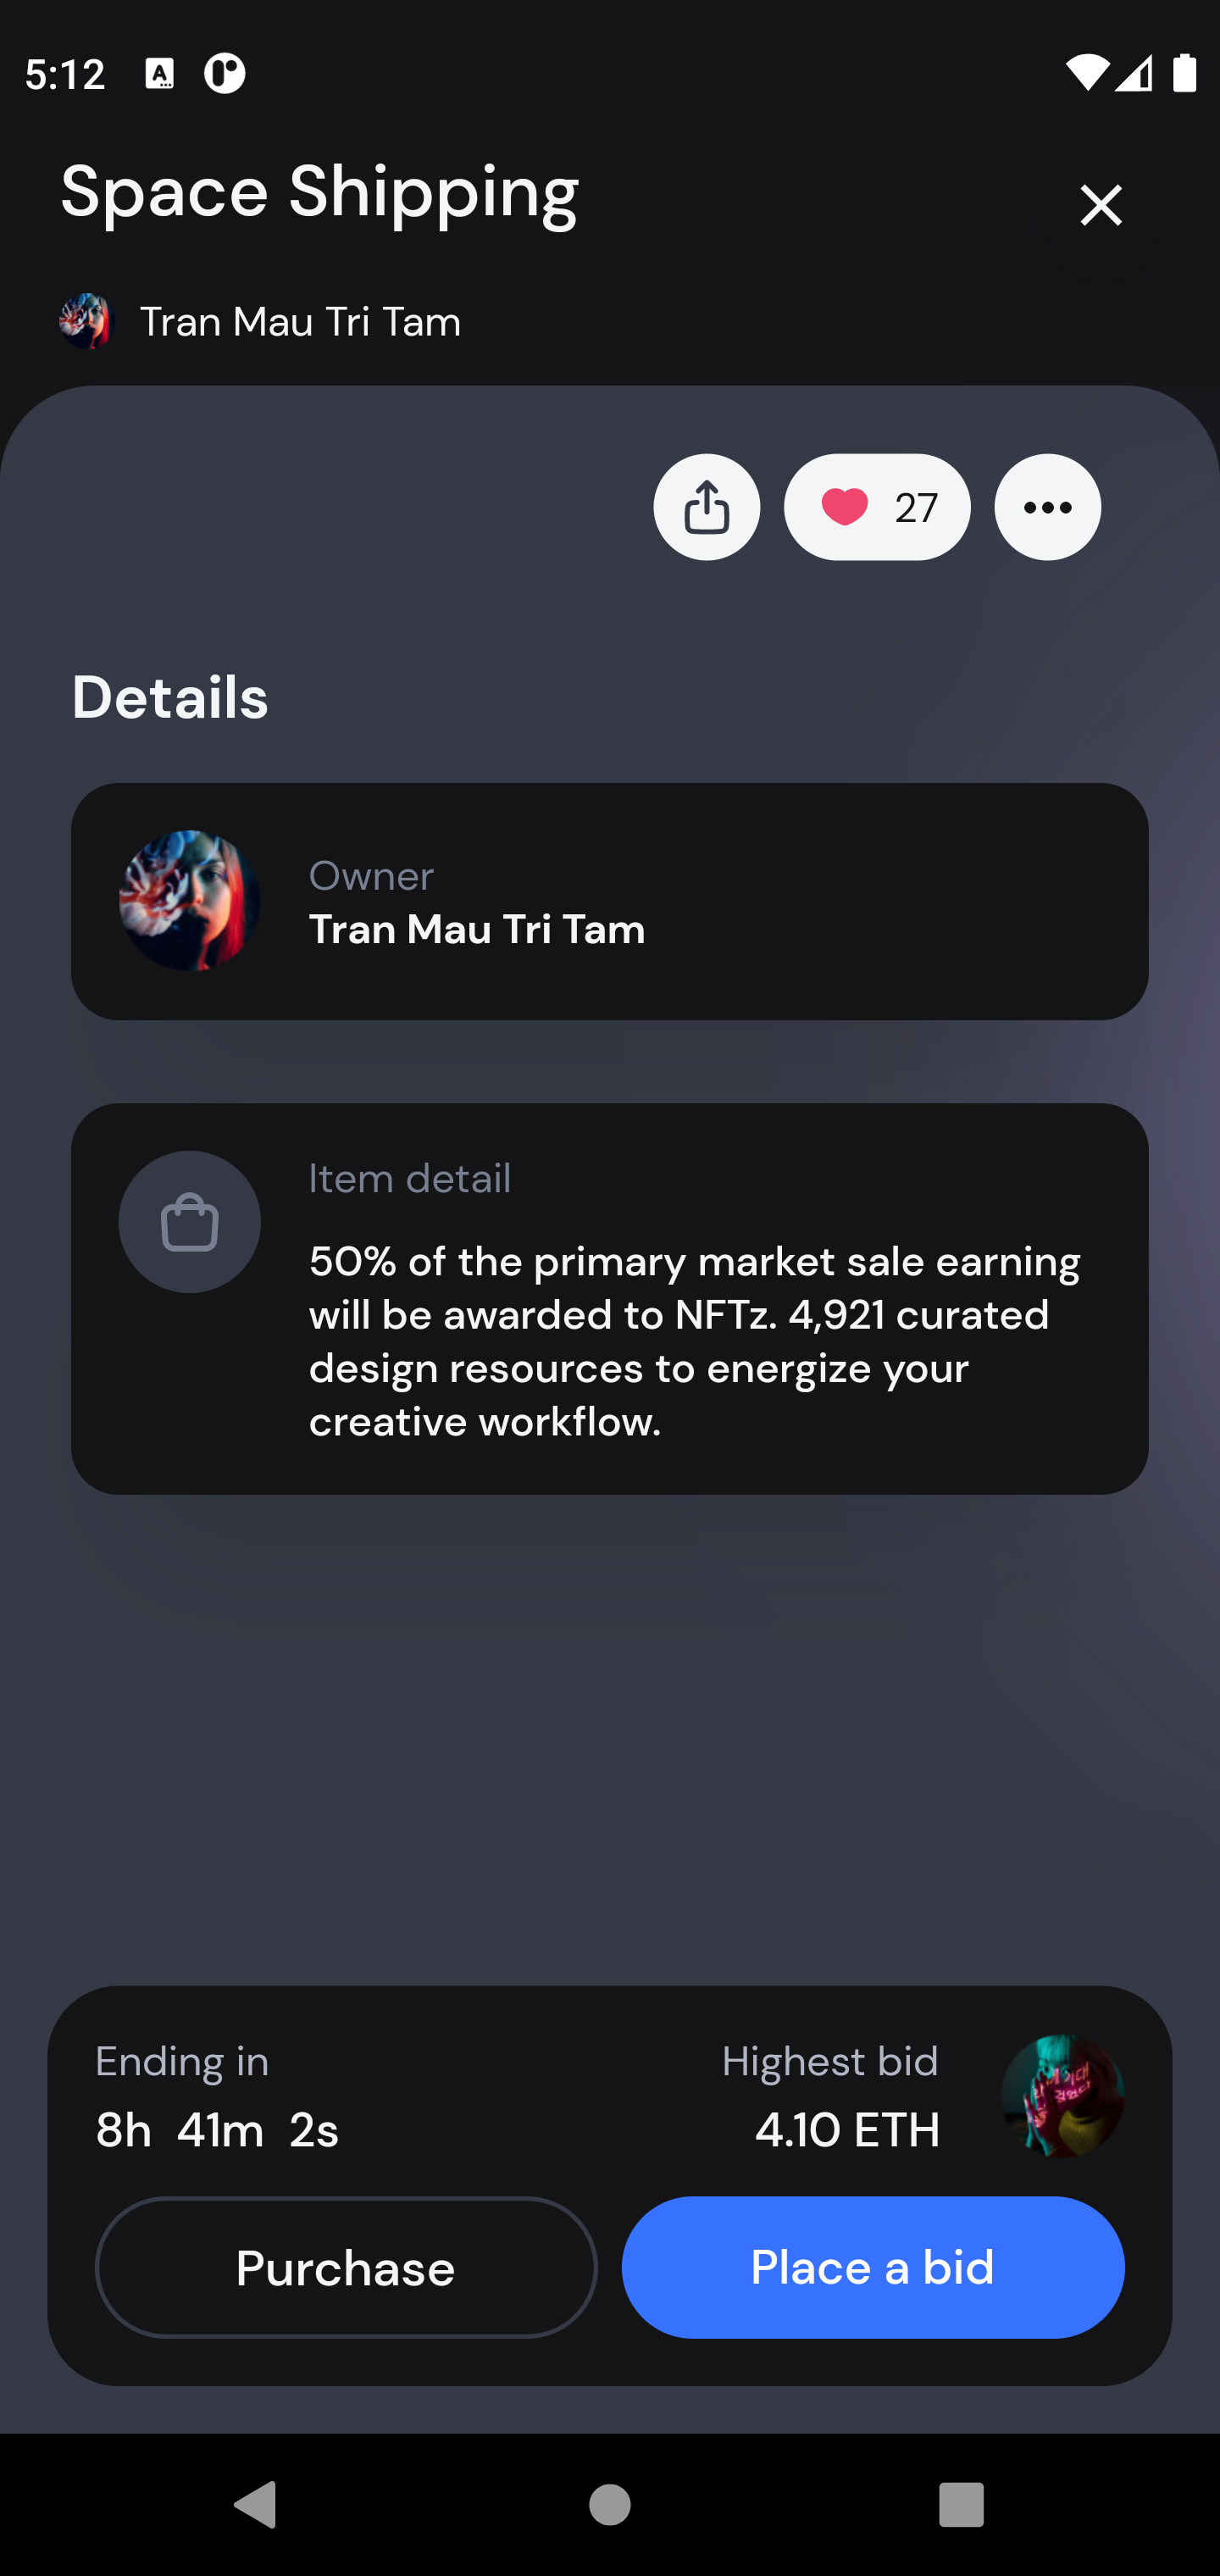 5:12
Space Shipping
Tran Mau Tri Tam
27
Details
Owner
Tran Mau Tri Tam
Item detail
50% of the primary market sale earning
will be awarded to NFTz. 4,921 curated
design resources to energize your
creative workflow.
Ending in
8h 41m 2s
Highest bid
4.10 ETH
Purchase
Place a bid